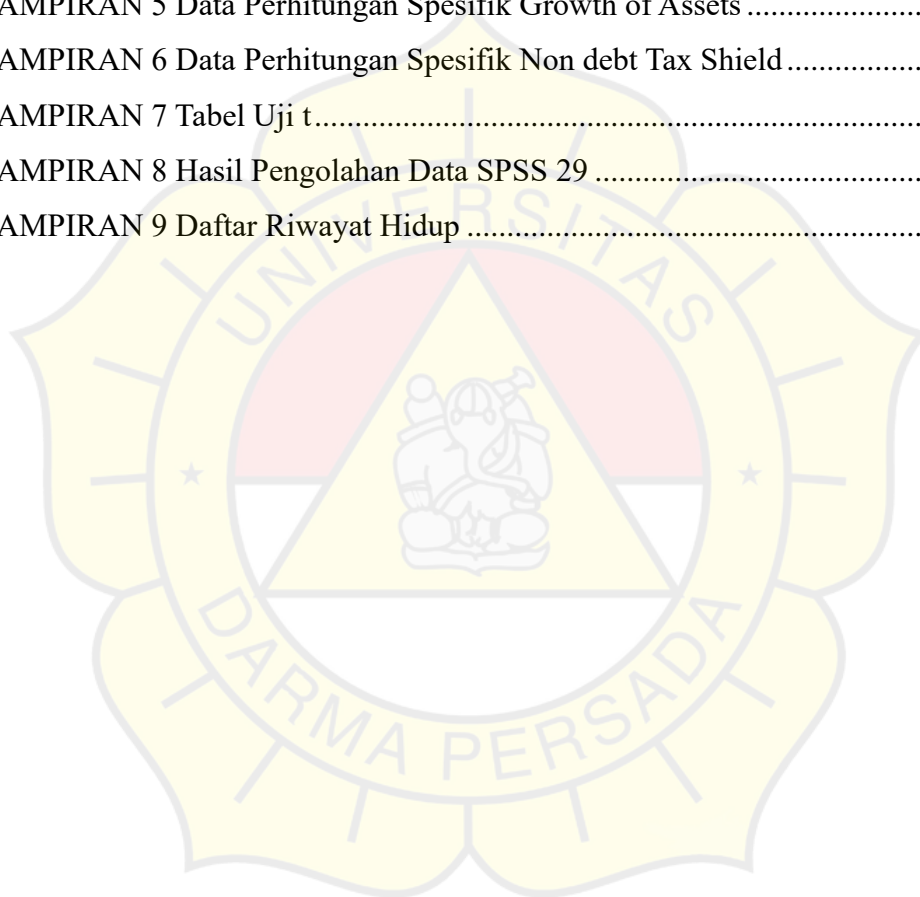 AMPIRAN 5 Data Perhitungan Spesifik Growth of Assets ................................
AMPIRAN 6 Data Perhitungan Spesifik Non debt Tax Shield ..........................
AMPIRAN 7 Tabel Uji t ................................................................................
AMPIRAN 8 Hasil Pengolahan Data SPSS 29 ..............................................
AMPIRAN 9 Daftar Riwayat Hidup ..............................................................
UNIVERSITAS
DARMA PERSADA